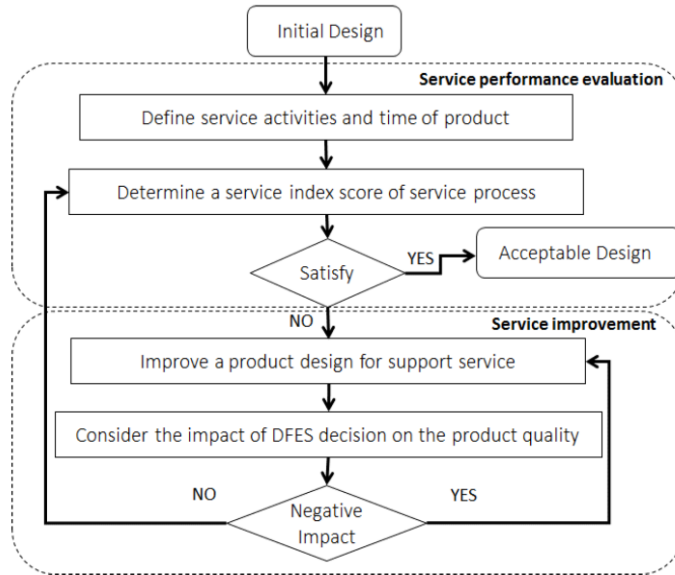 Initial Design
Service performance evaluation
Define service activities and time of product
Determine a service index score of service process
Satisfy
YES
Acceptable Design
NO
Service improvement
Improve a product design for support service
Consider the impact of DFES decision on the product quality
NO
YES
Negative
Impact